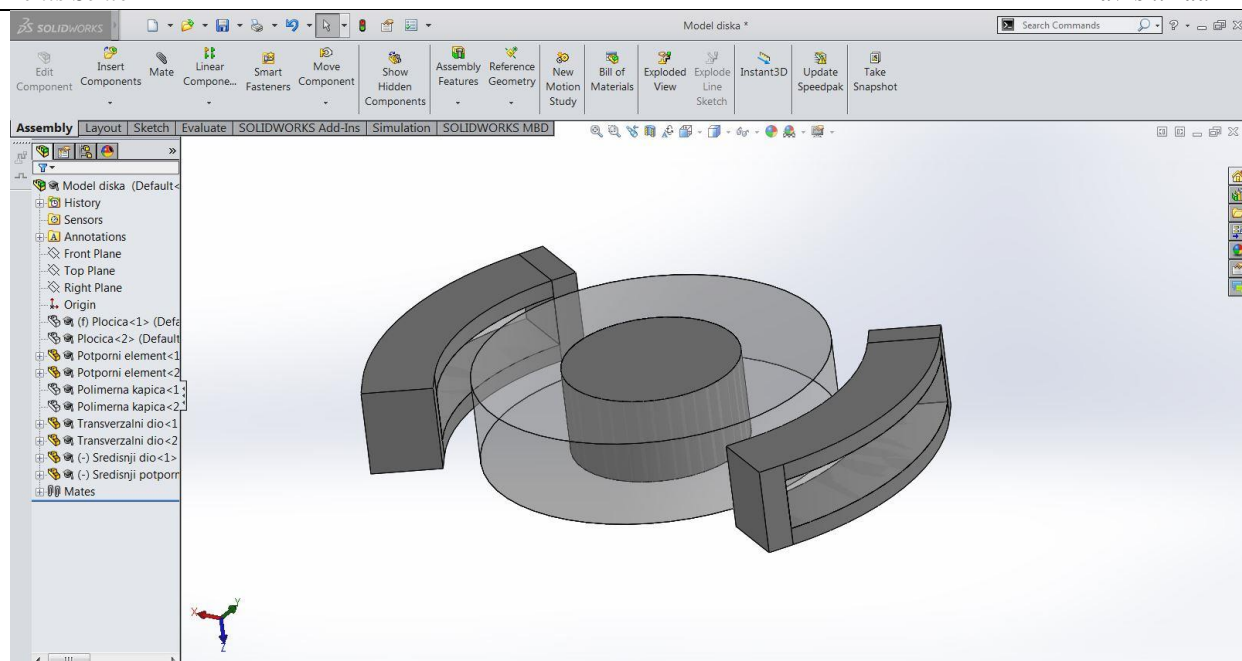 SOLIDWORKS
Model diska *
Search Commands
Edit Component
Insert Components
Mate
Linear Compone...
Smart Fasteners
Move Component
Show Hidden Components
Assembly Features
Reference Geometry
New Motion Study
Bill of Materials
Exploded View
Explode Line Sketch
Instant3D
Update Speedpak
Take Snapshot
Assembly
Layout
Sketch
Evaluate
SOLIDWORKS Add-Ins
Simulation
SOLIDWORKS MBD
Model diska (Default<
History
Sensors
Annotations
Front Plane
Top Plane
Right Plane
Origin
(f) Plocica<1> (Defa
Plocica<2> (Default
Potporni element<1
Potporni element<2
Polimerna kapica<1
Polimerna kapica<2
Transverzalni dio<1
Transverzalni dio<2
(-) Sredisnji dio<1>
(-) Sredisnji potporn
Mates
X
Y
Z